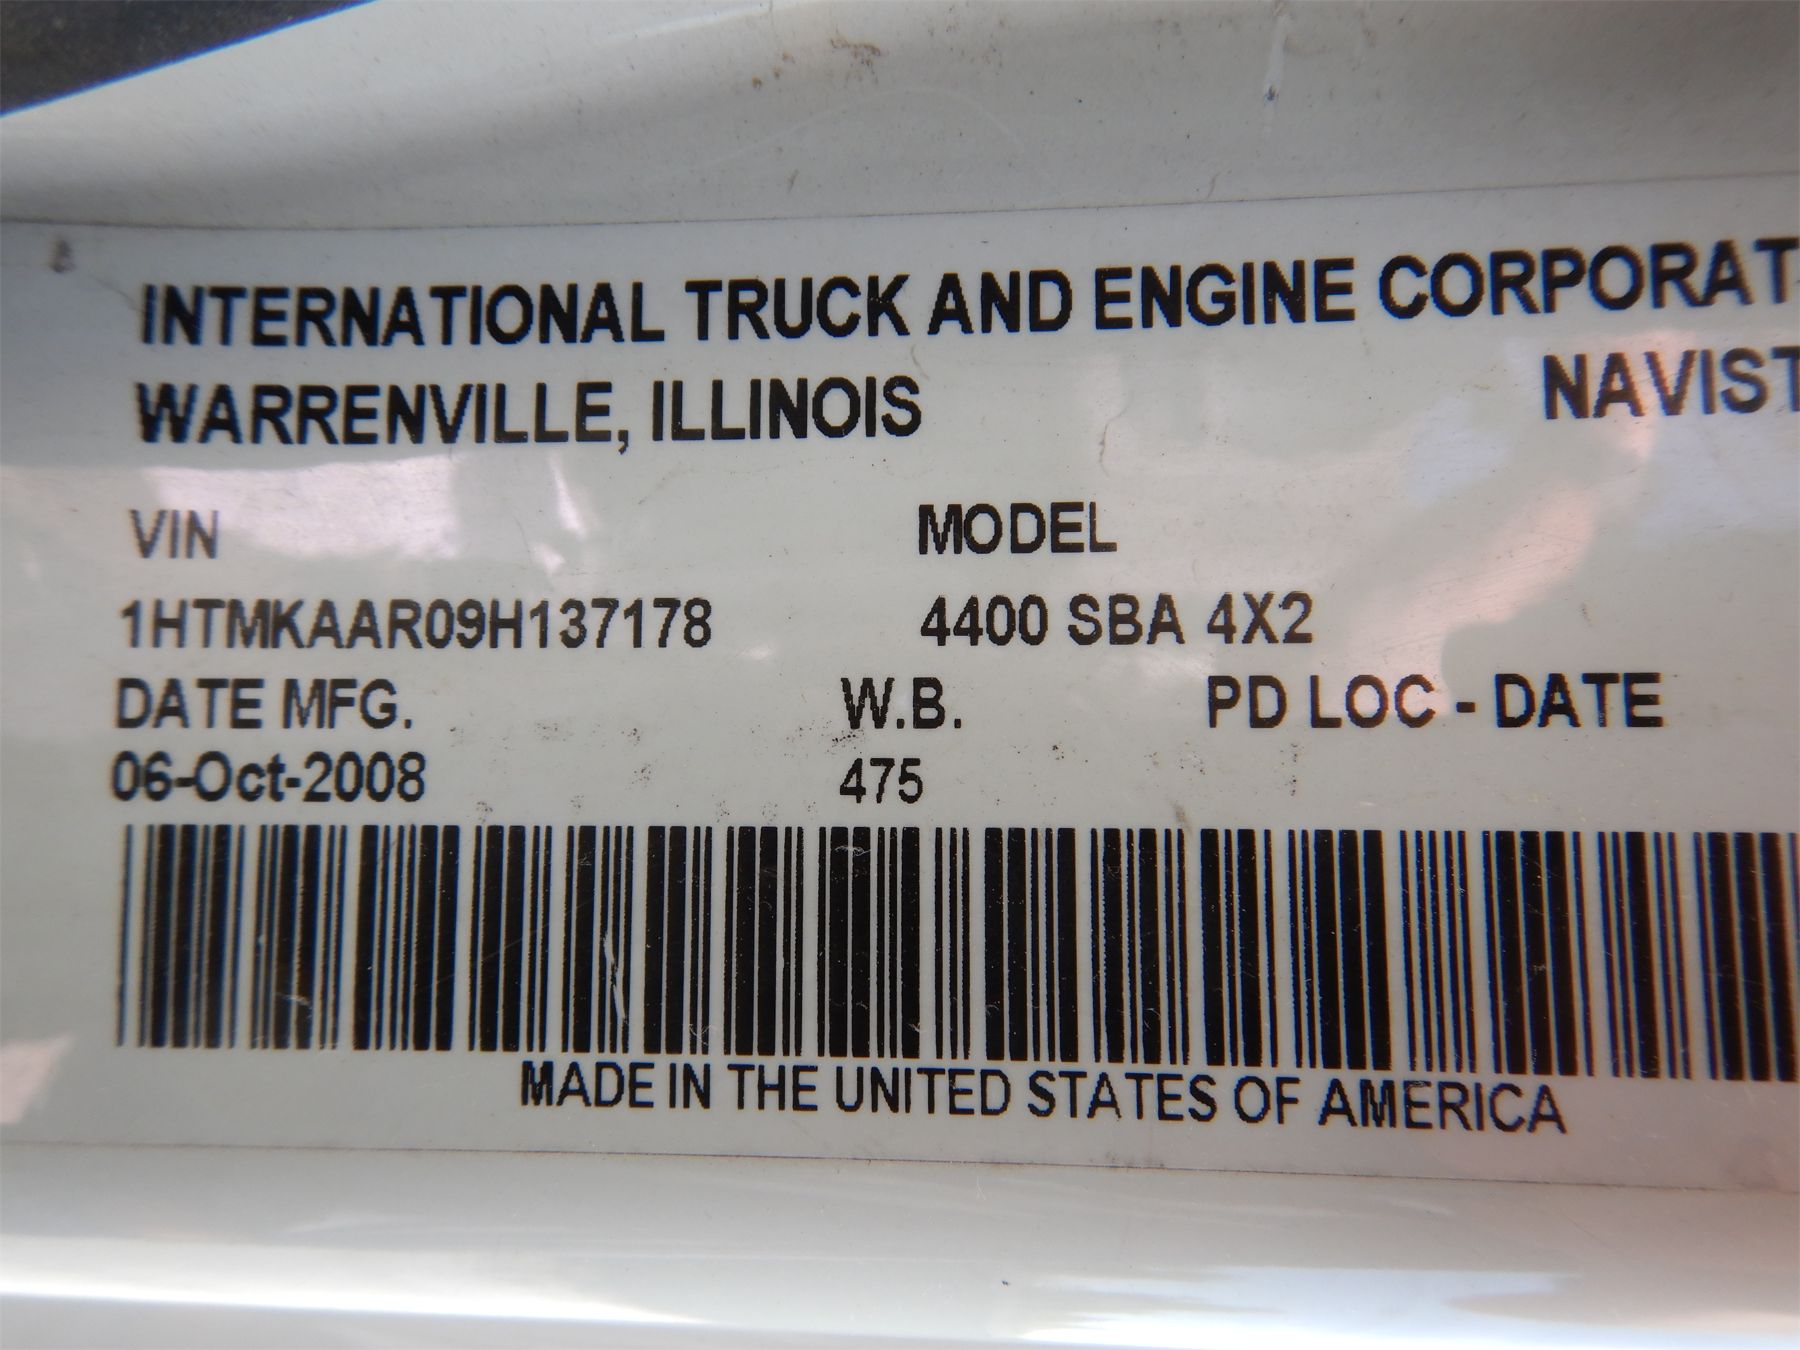 INTERNATIONAL TRUCK AND ENGINE CORPORAT
WARRENVILLE, ILLINOIS
NAVIST
VIN MODEL
1HTMKAAR09H137178 4400 SBA 4X2
DATE MFG. W.B. PD LOC - DATE
06-Oct-2008 475
MADE IN THE UNITED STATES OF AMERICA